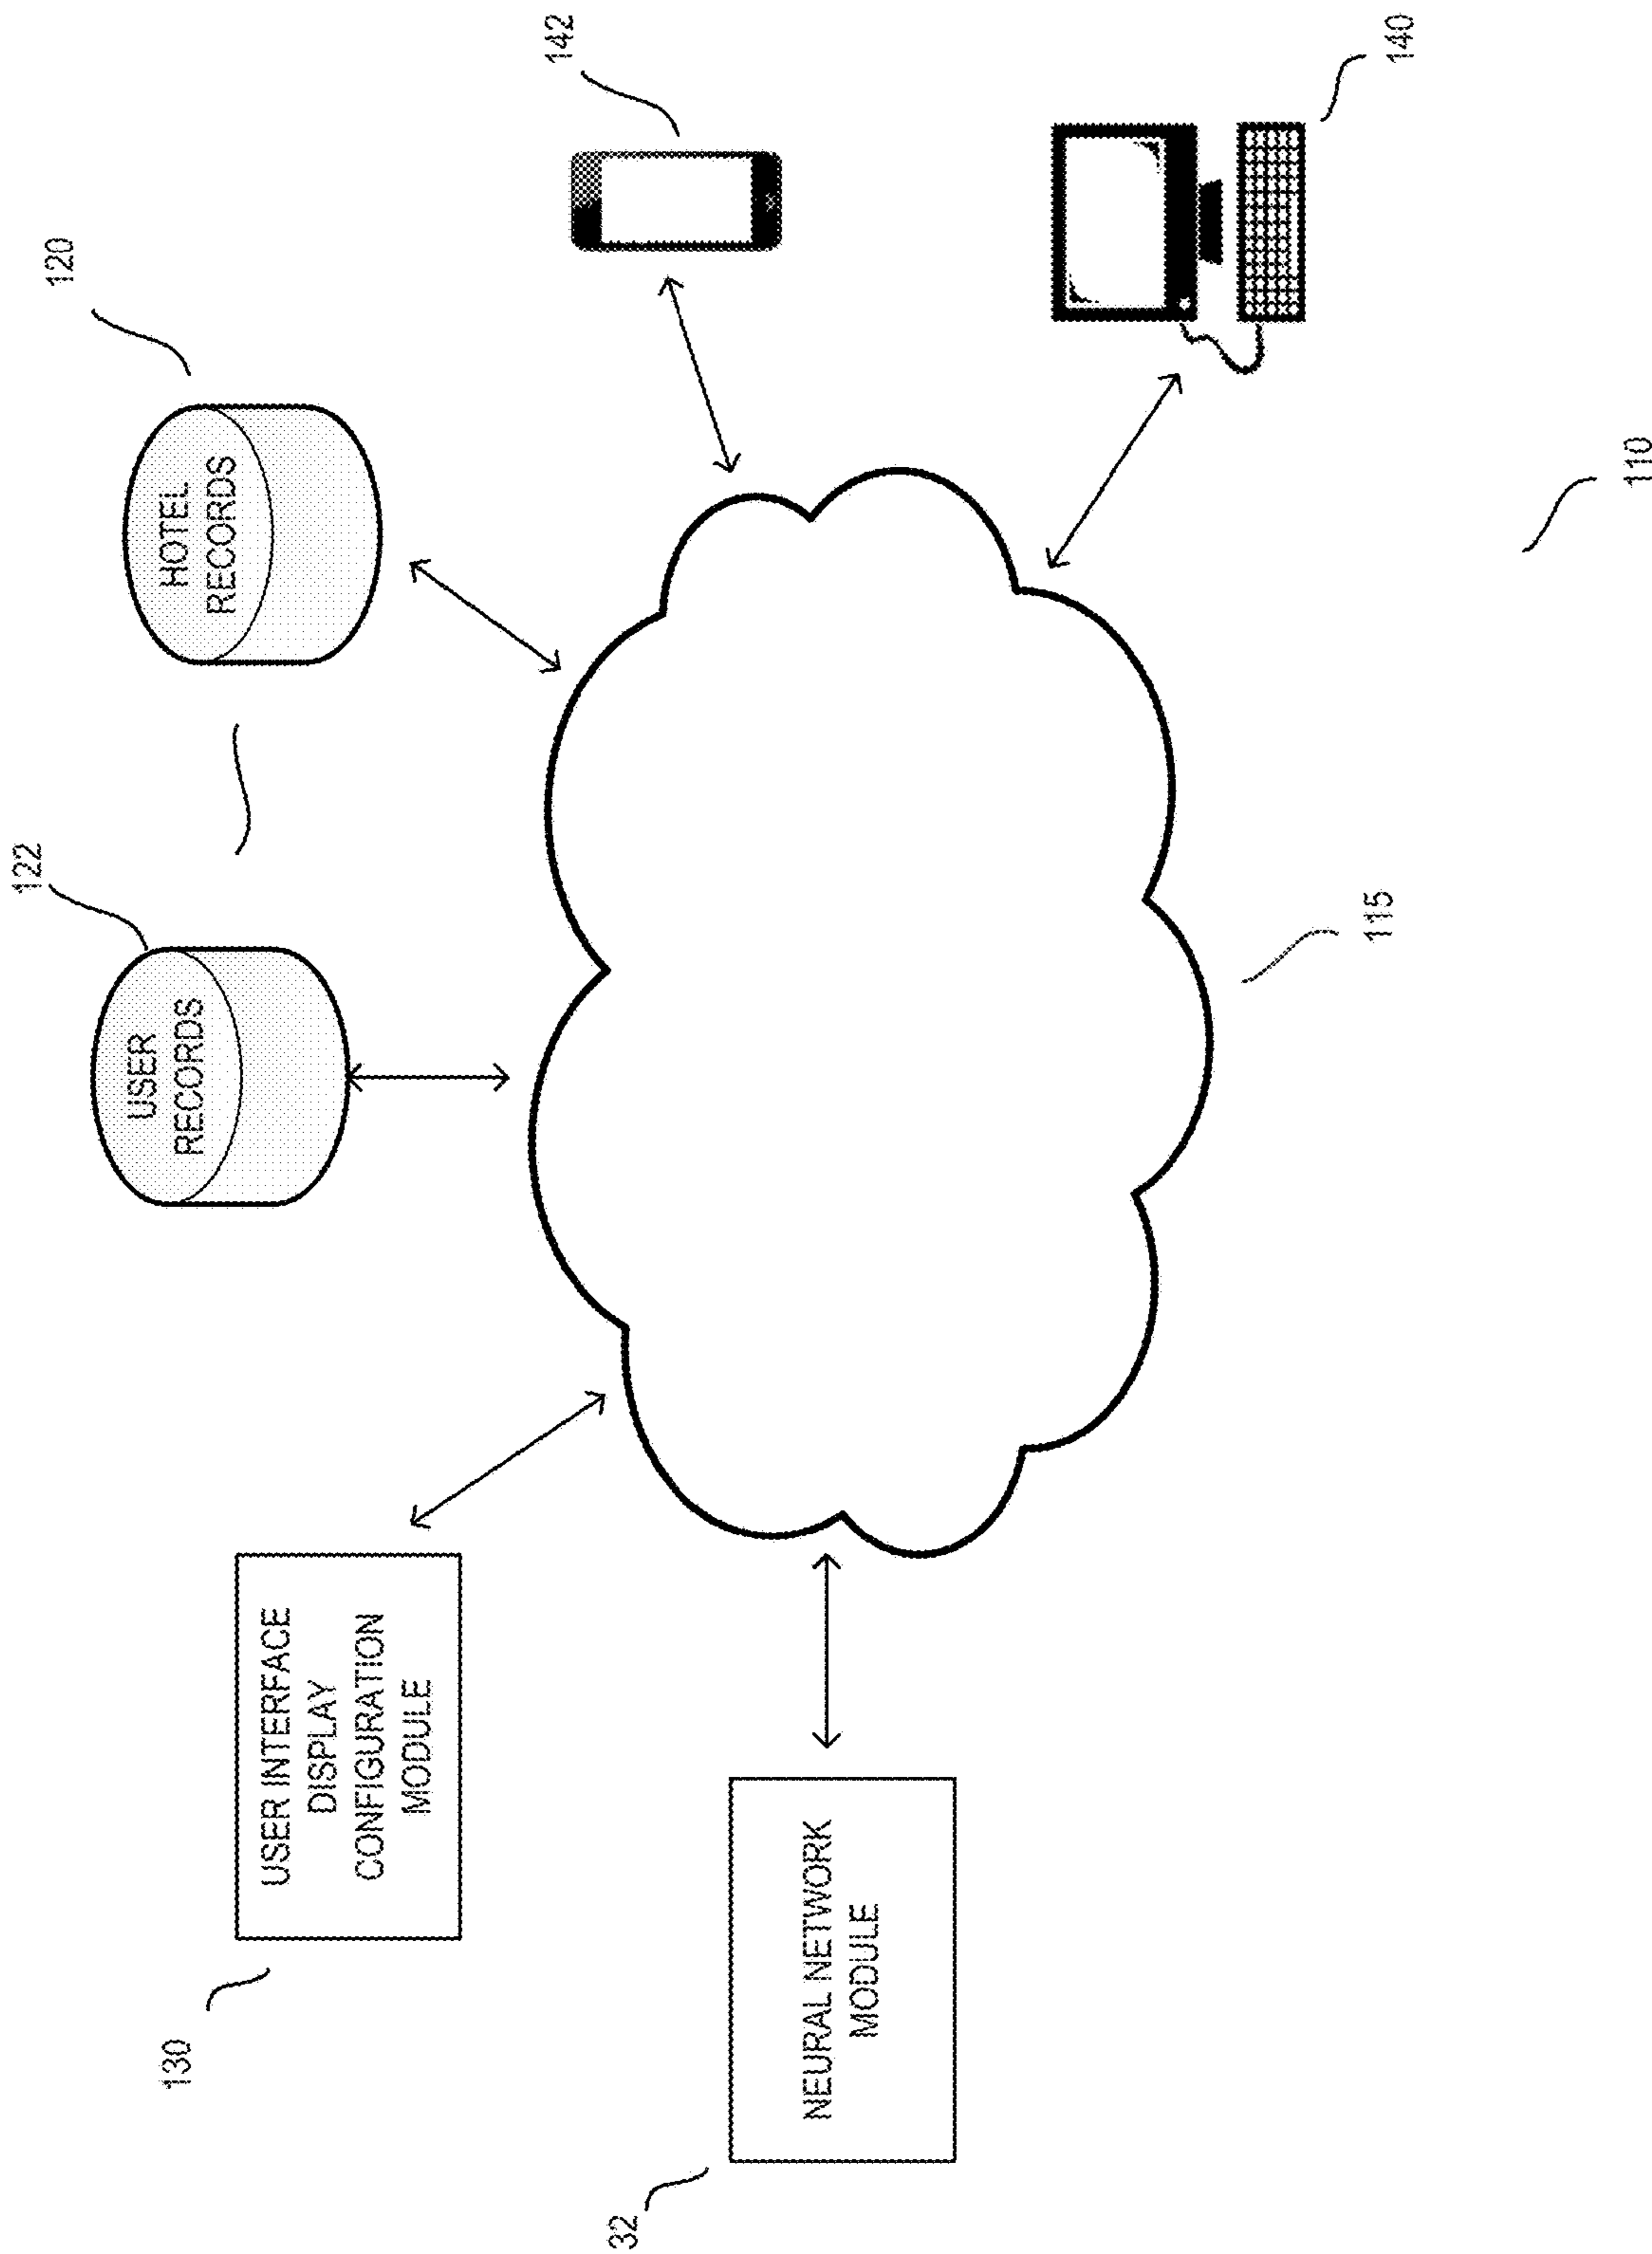 122
120
USER
RECORDS
HOTEL
RECORDS
130
USER INTERFACE
DISPLAY
CONFIGURATION
MODULE
142
32
NEURAL NETWORK
MODULE
115
140
110